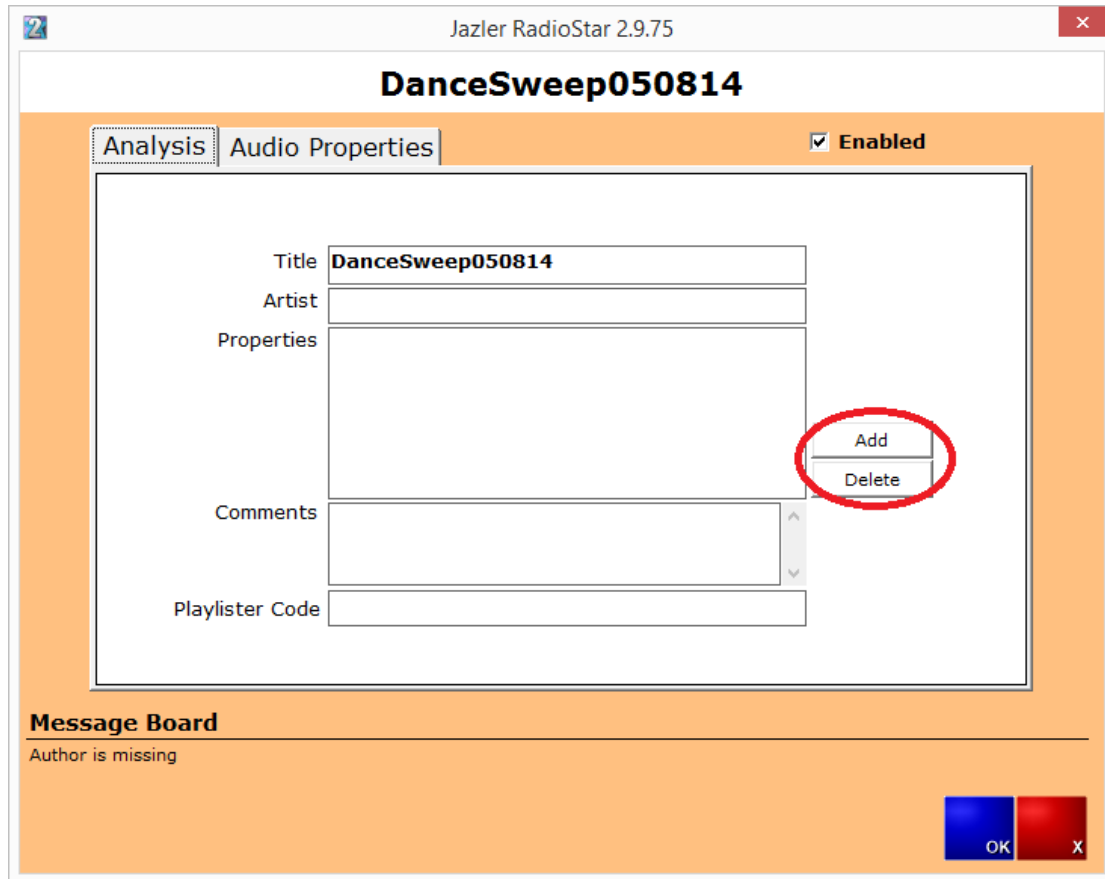 2
Jazler RadioStar 2.9.75
x
DanceSweep050814
Analysis
Audio Properties
Enabled
Title DanceSweep050814
Artist
Properties
Add
Delete
Comments
Playlister Code
Message Board
Author is missing
OK
X